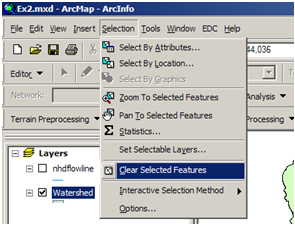 Ex2.mxd - ArcMap - ArcInfo
File Edit View Insert Selection Tools Window EDC Help
Select By Attributes...
44,036
Select By Location...
Editor
Select By Graphics
Network:
Zoom To Selected Features
Analysis
Pan To Selected Features
Terrain Preprocessing
Statistics...
Set Selectable Layers...
Layers
nhdflowline
Clear Selected Features
Watershed
Interactive Selection Method
Options...